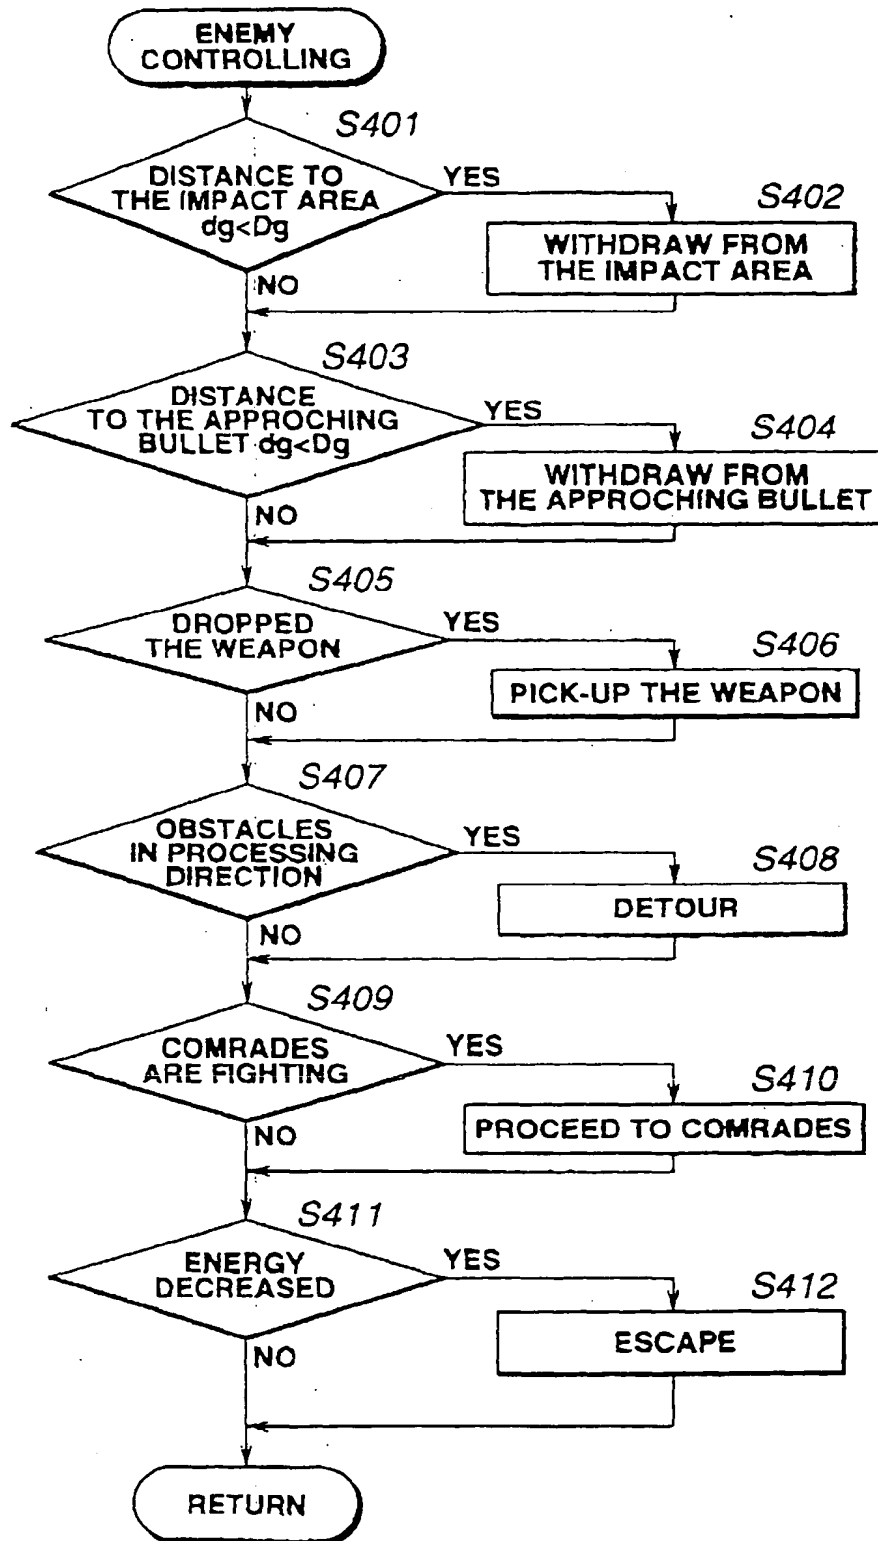 ENEMY
CONTROLLING
S401
DISTANCE TO
THE IMPACT AREA
dg<Dg
YES
S402
WITHDRAW FROM
THE IMPACT AREA
NO
S403
DISTANCE
TO THE APPROCHING
BULLET dg<Dg
YES
S404
WITHDRAW FROM
THE APPROCHING BULLET
NO
S405
DROPPED
THE WEAPON
YES
S406
PICK-UP THE WEAPON
NO
S407
OBSTACLES
IN PROCESSING
DIRECTION
YES
S408
DETOUR
NO
S409
COMRADES
ARE FIGHTING
YES
S410
PROCEED TO COMRADES
NO
S411
ENERGY
DECREASED
YES
S412
ESCAPE
NO
RETURN